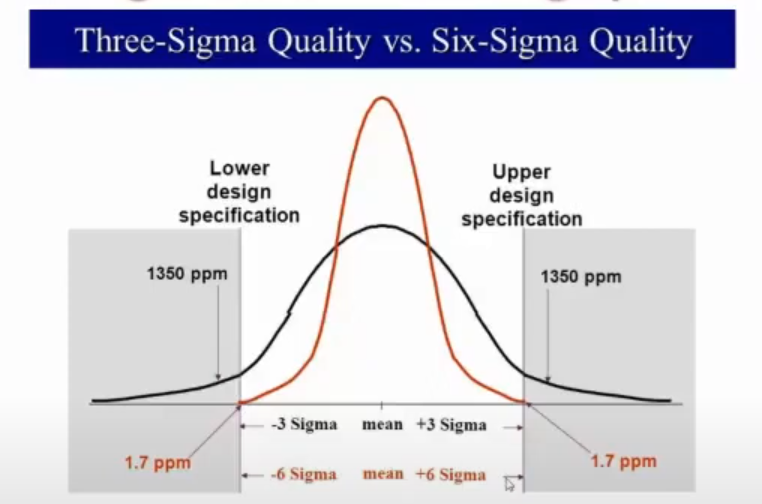 Three-Sigma Quality vs. Six-Sigma Quality
Lower
design
specification
Upper
design
specification
1350 ppm
1350 ppm
-3 Sigma mean +3 Sigma
1.7 ppm
1.7 ppm
-6 Sigma mean +6 Sigma